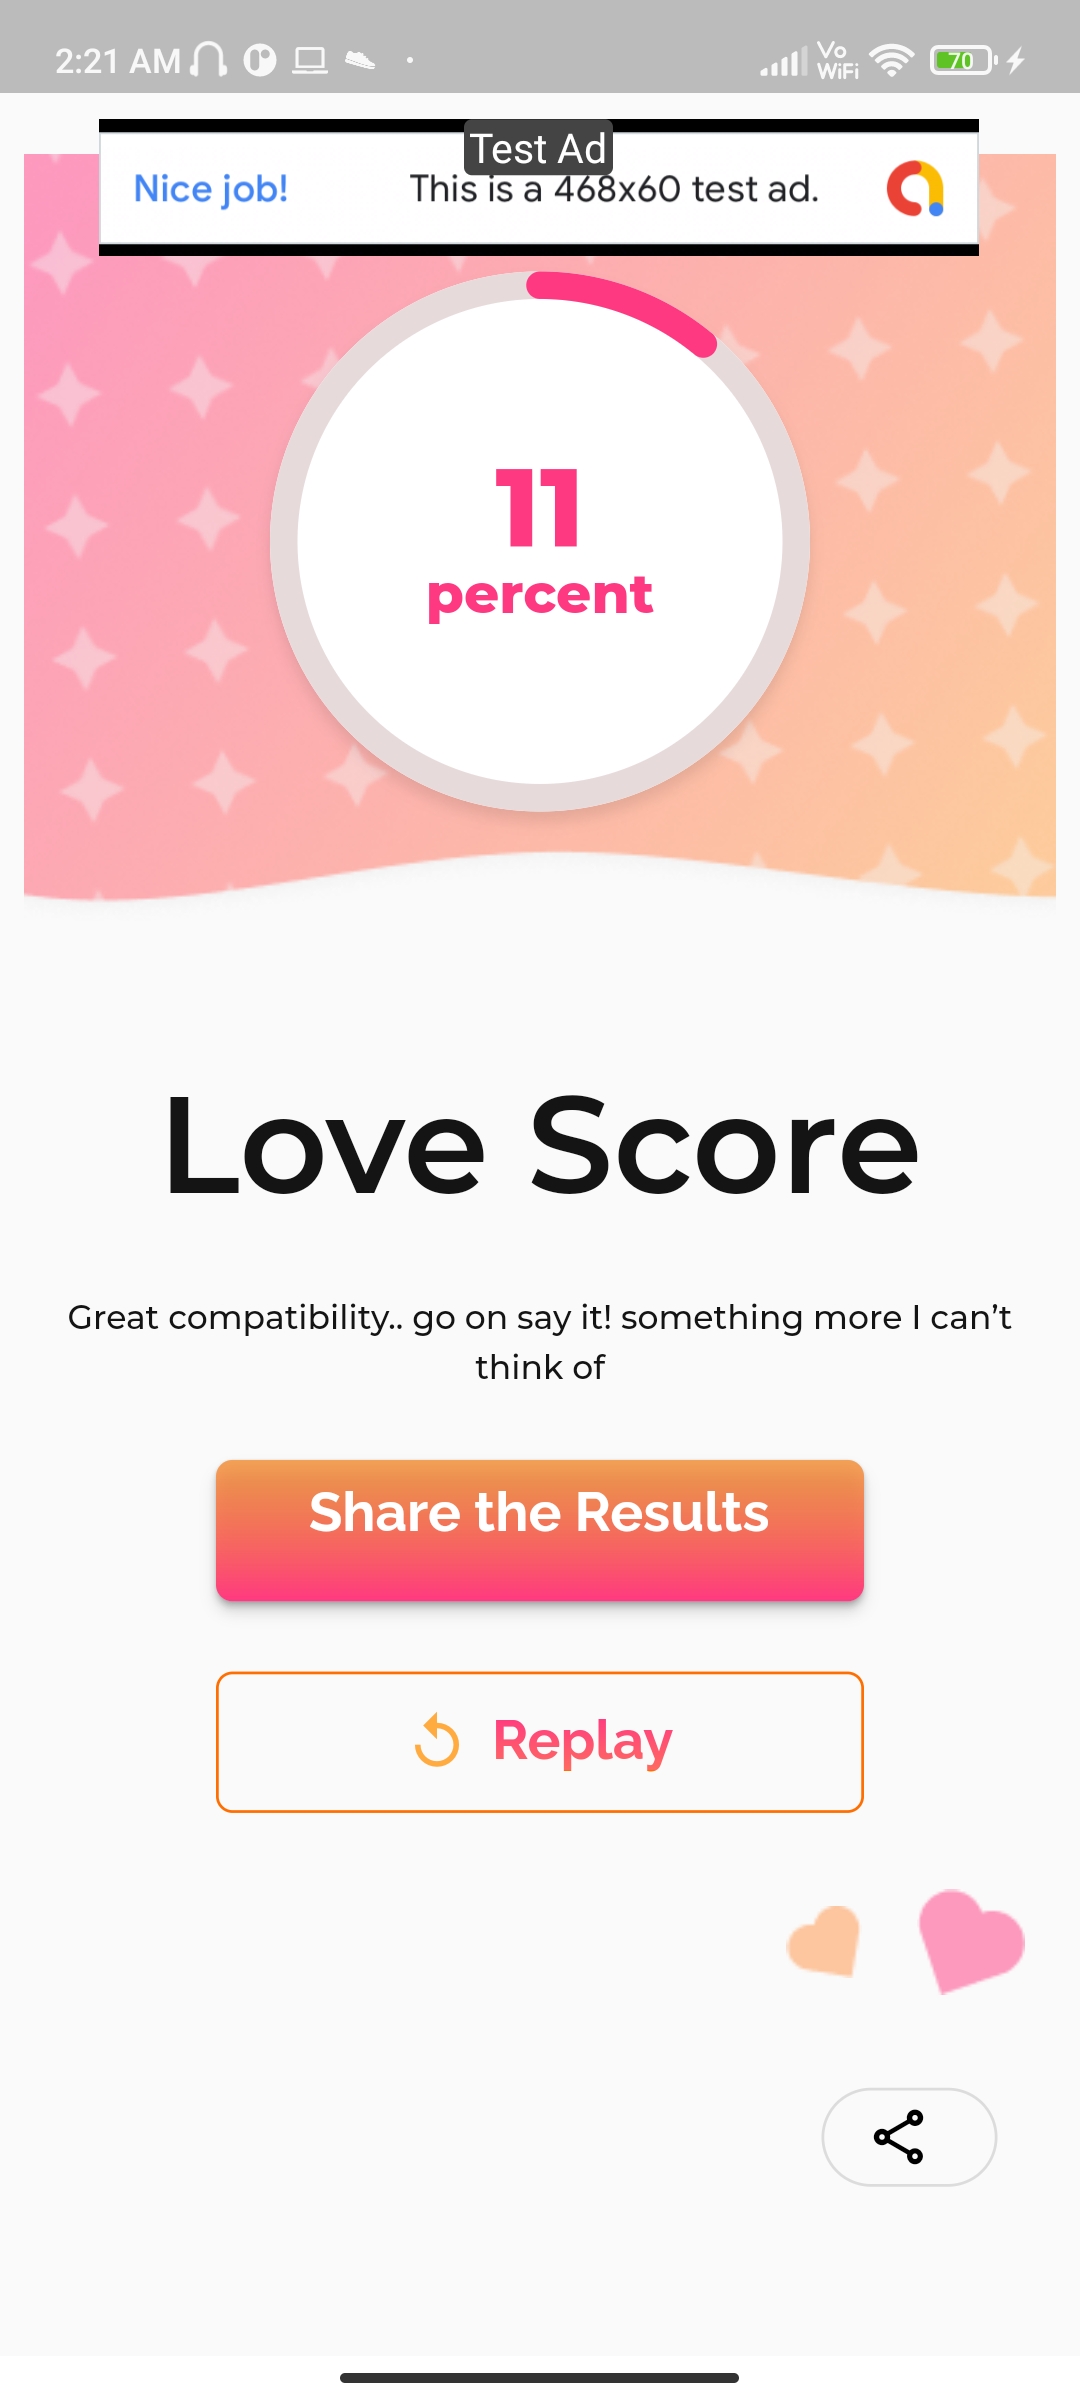 2:21 AM
Vo
WiFi
70
Test Ad
Nice job!
This is a 468x60 test ad.
11
percent
Love Score
Great compatibility.. go on say it! something more I can’t
think of
Share the Results
Replay